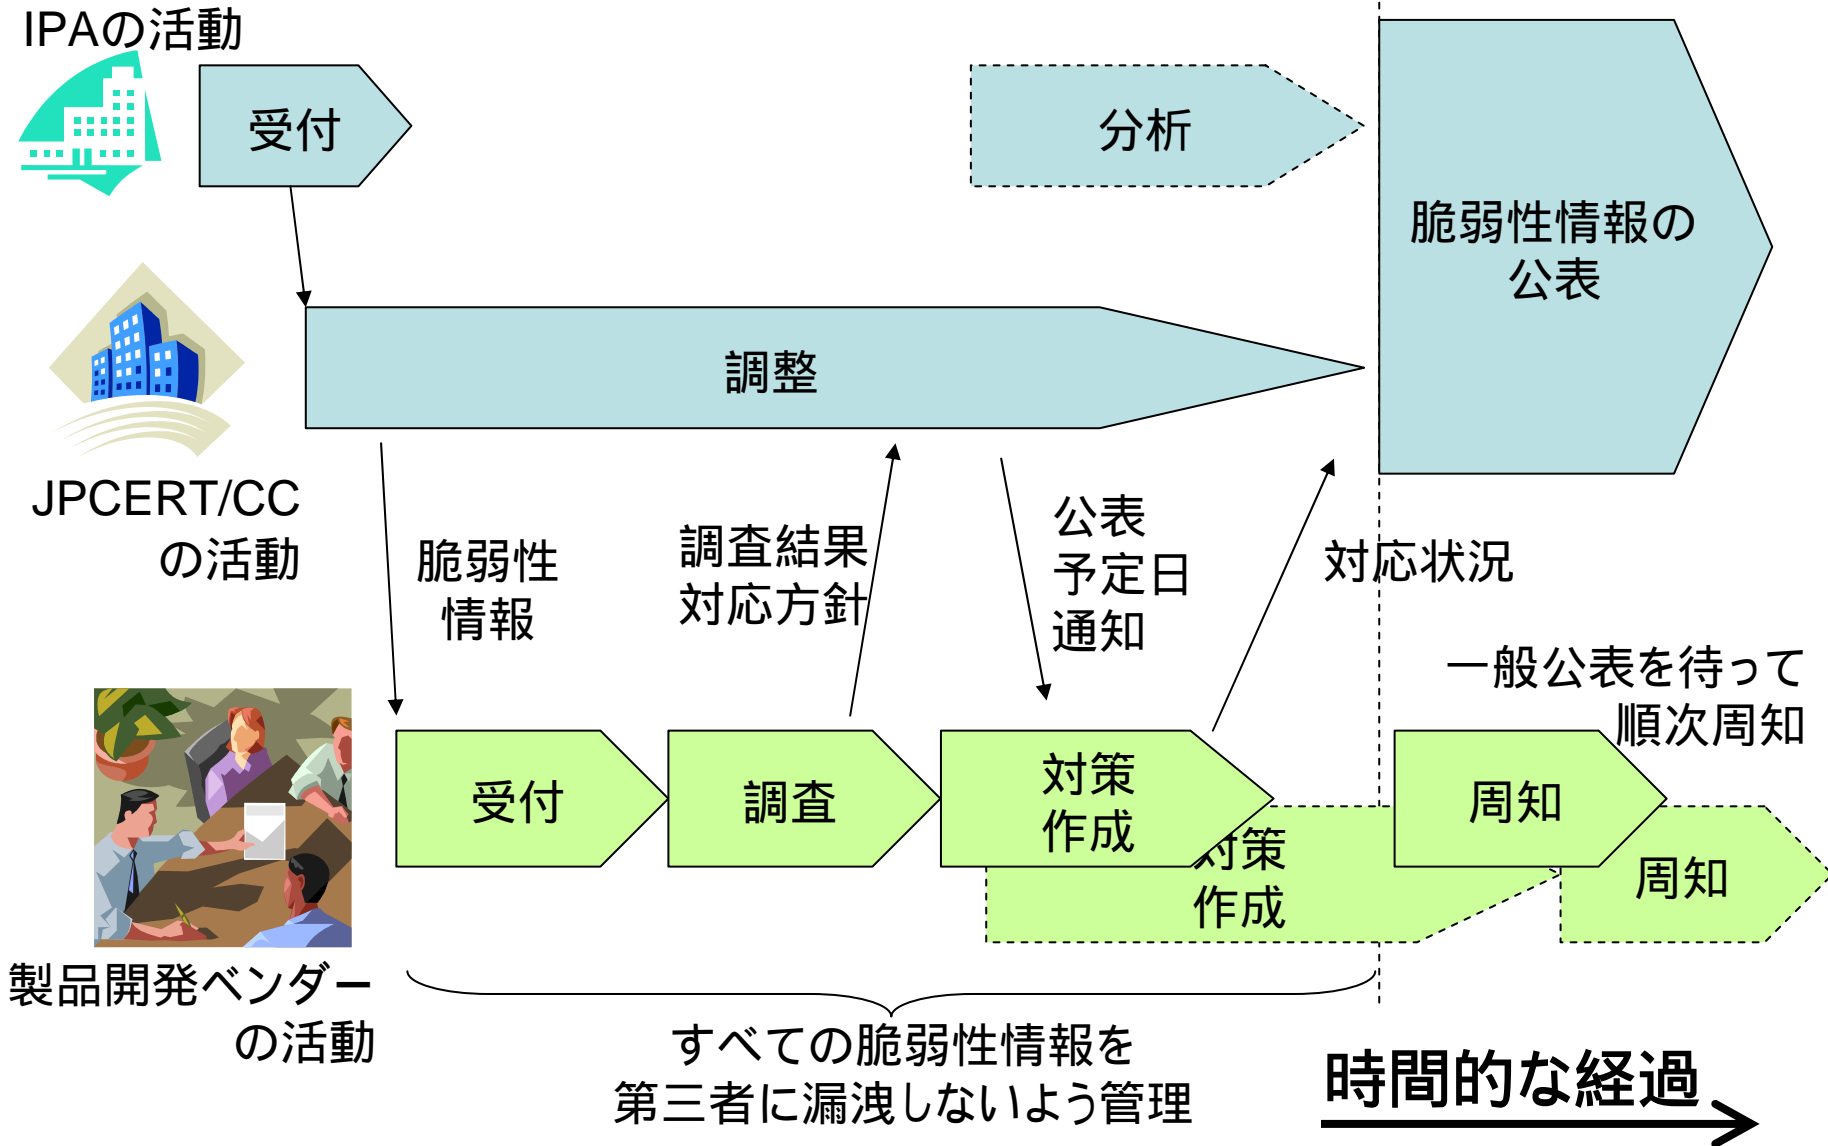 IPAの活動
受付
分析
脆弱性情報の
公表
調整
JPCERT/CC
の活動
脆弱性
情報
調査結果
対応方針
公表
予定日
通知
対応状況
一般公表を待って
順次周知
受付
調査
対策
作成
対策
作成
周知
周知
製品開発ベンダー
の活動
すべての脆弱性情報を
第三者に漏洩しないよう管理
時間的な経過